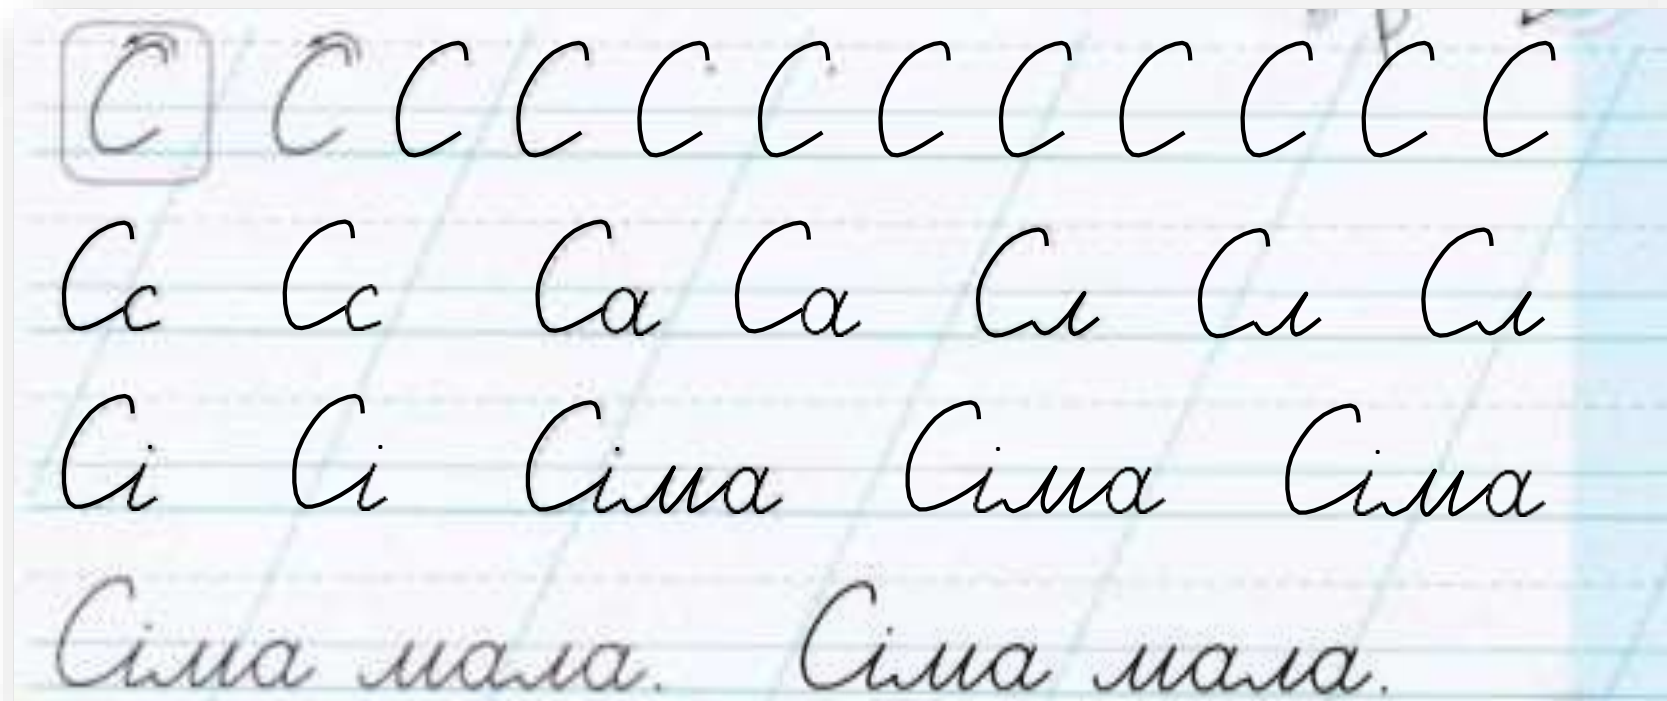 С С С С С С С С С С С С
Сс Сс Са Са Сл Сл Сл
Сі Сі Сіма Сіма Сіма
Сіма мала. Сіма мала.